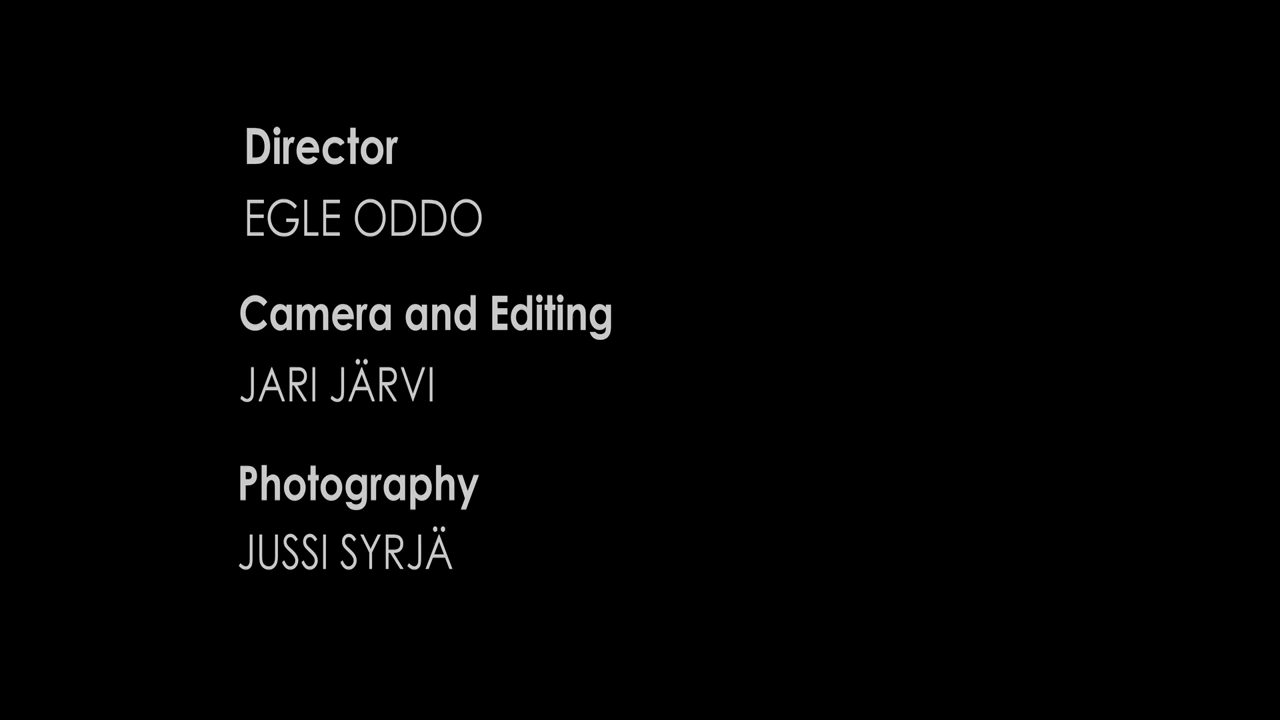 Director
EGLE ODDO
Camera and Editing
JARI JÄRVI
Photography
JUSSI SYRJÄ